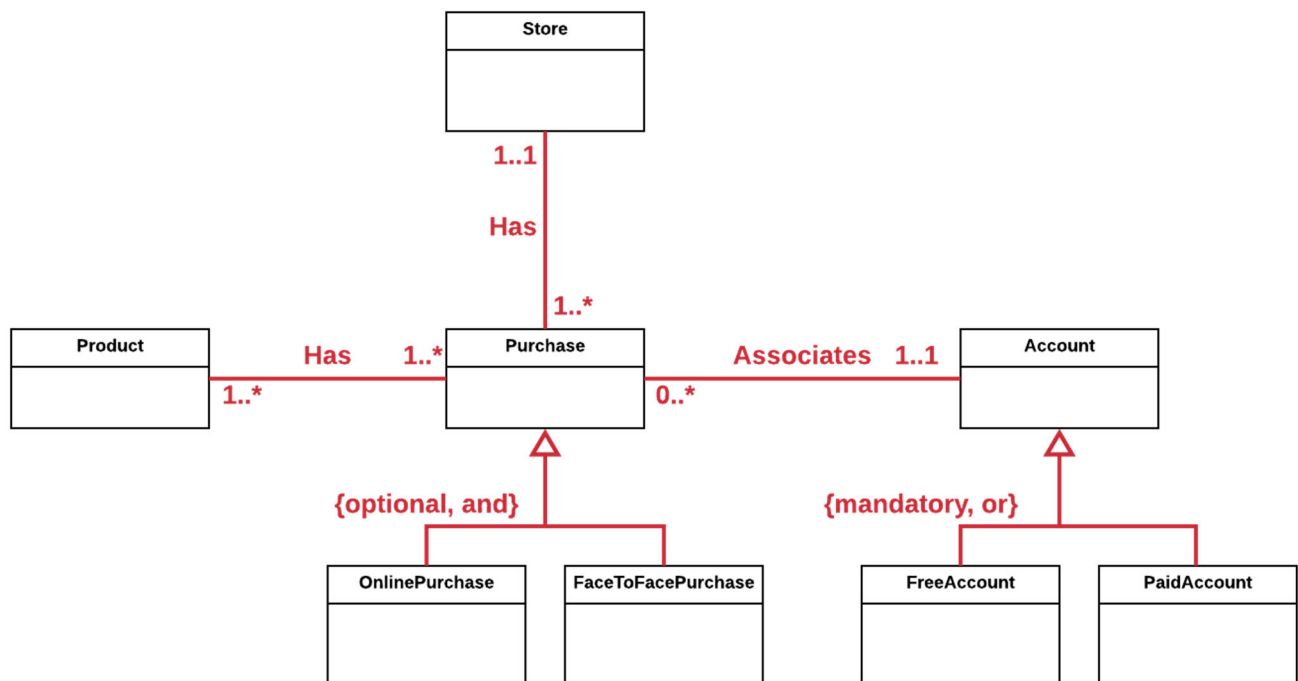 Store
1..1
Has
1..*
Product
Has
1..*
1..*
Purchase
Associates
1..1
0..*
Account
{optional, and}
{mandatory, or}
OnlinePurchase
FaceToFacePurchase
FreeAccount
PaidAccount